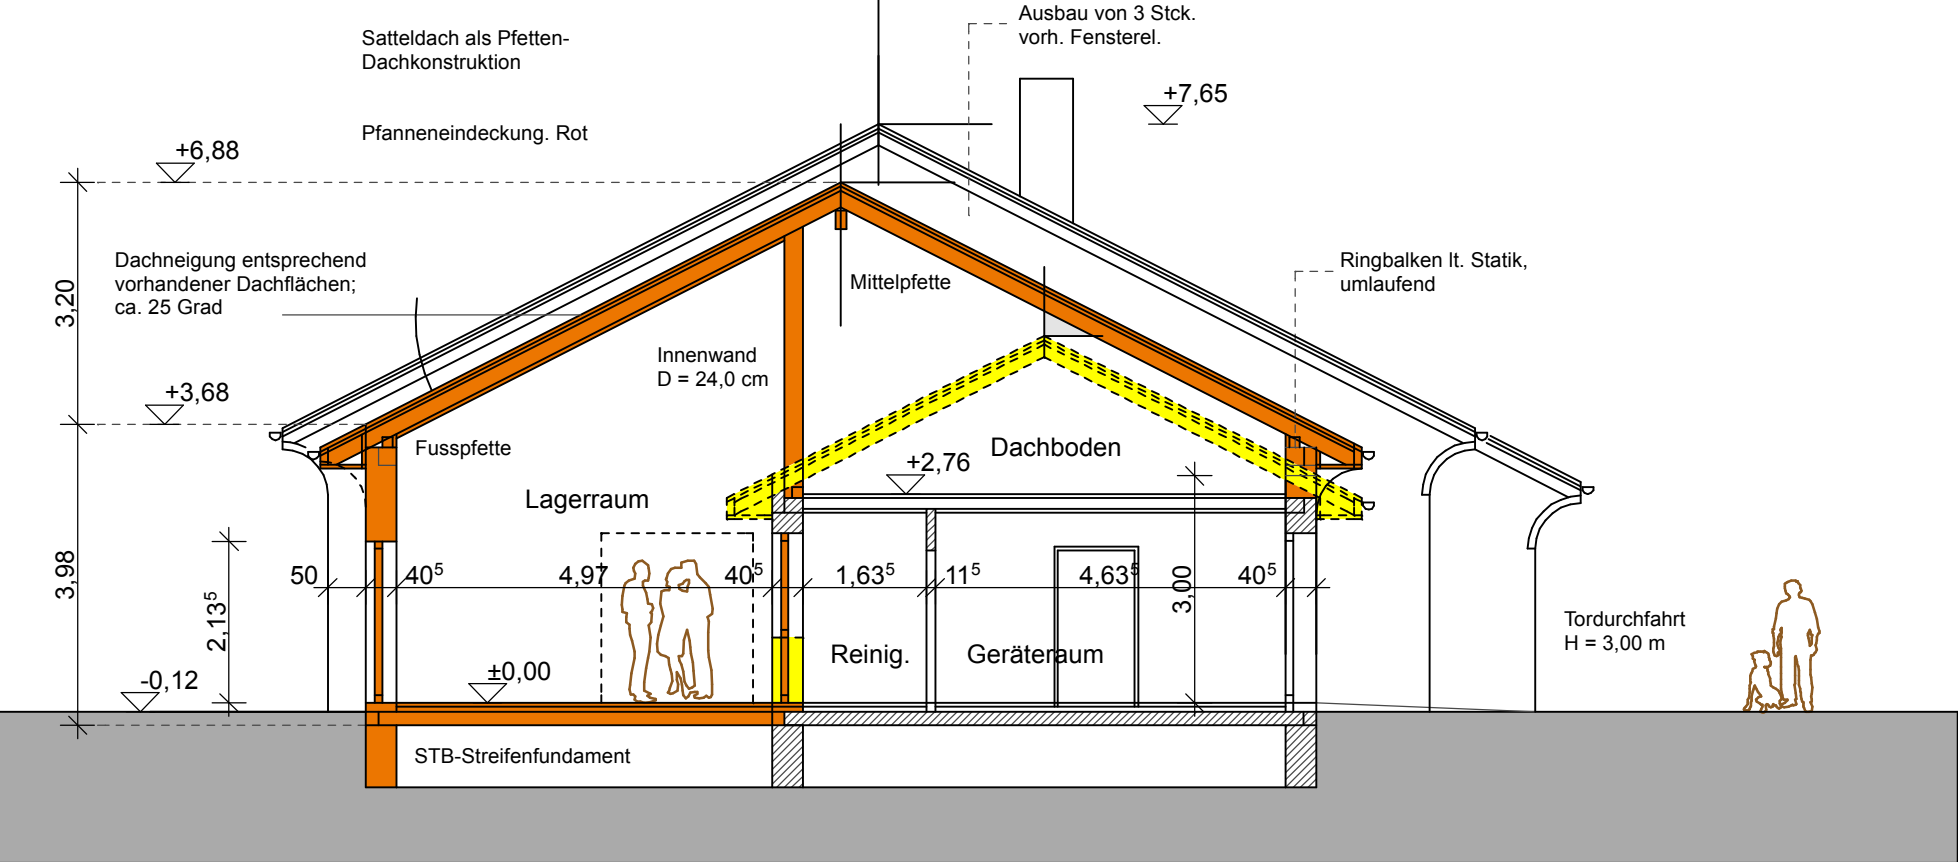 Ausbau von 3 Stck.
vorh. Fensterel.
Satteldach als Pfetten-
Dachkonstruktion
+7,65
Pfanneneindeckung. Rot
+6,88
Dachneigung entsprechend
vorhandener Dachflächen;
ca. 25 Grad
Ringbalken lt. Statik,
umlaufend
Mittelpfette
3,20
Innenwand
D = 24,0 cm
+3,68
Fusspfette
Dachboden
+2,76
Lagerraum
3,98
2,13⁵
50
40⁵
4,97
40⁵
1,63⁵
11⁵
4,63⁵
3,00
40⁵
Tordurchfahrt
H = 3,00 m
Reinig.
Geräteraum
±0,00
-0,12
STB-Streifenfundament